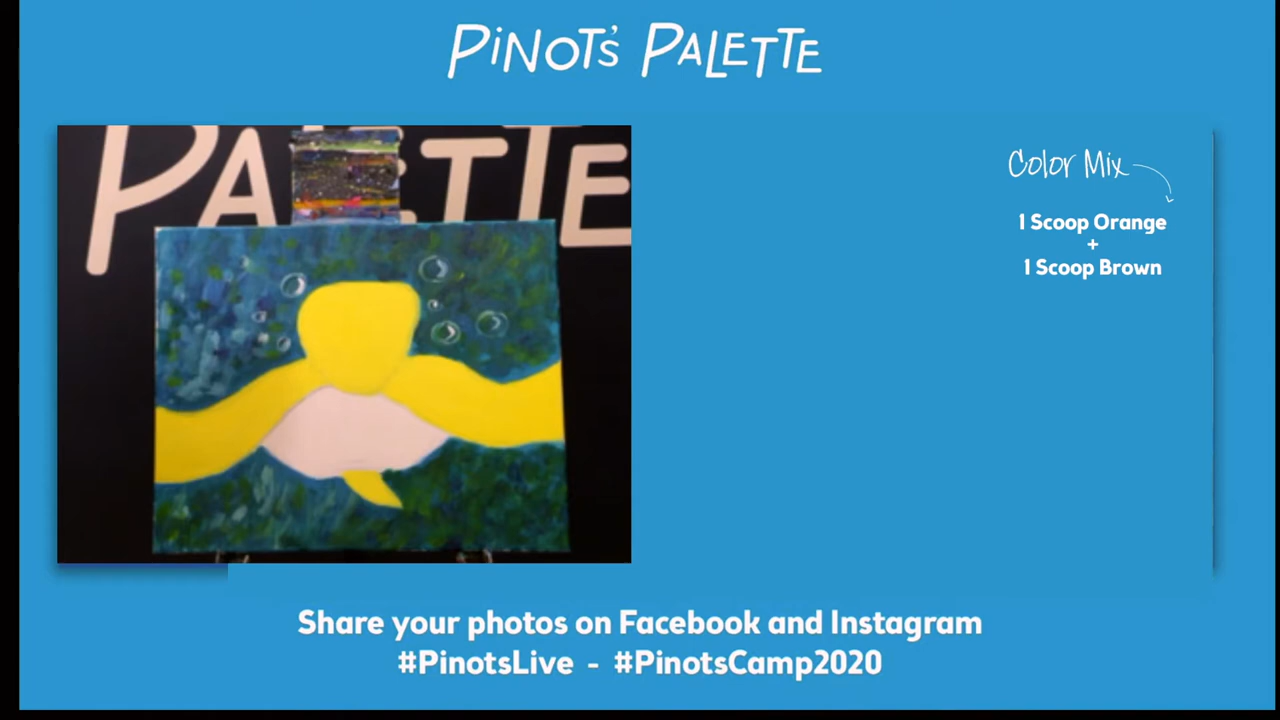 PiNOT'S PALETTE
PALETTE
Color Mix
1 Scoop Orange
+
1 Scoop Brown
Share your photos on Facebook and Instagram
#PinotsLive - #PinotsCamp2020